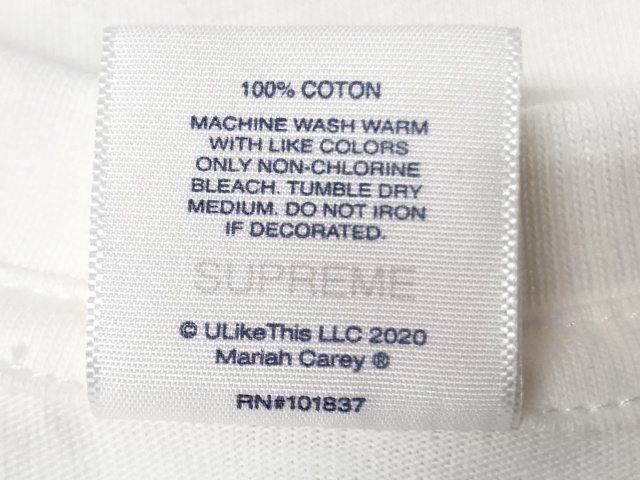 100% COTON
MACHINE WASH WARM
WITH LIKE COLORS
ONLY NON-CHLORINE
BLEACH. TUMBLE DRY
MEDIUM. DO NOT IRON
IF DECORATED.
SUPREME
© ULikeThis LLC 2020
Mariah Carey ®
RN#101837